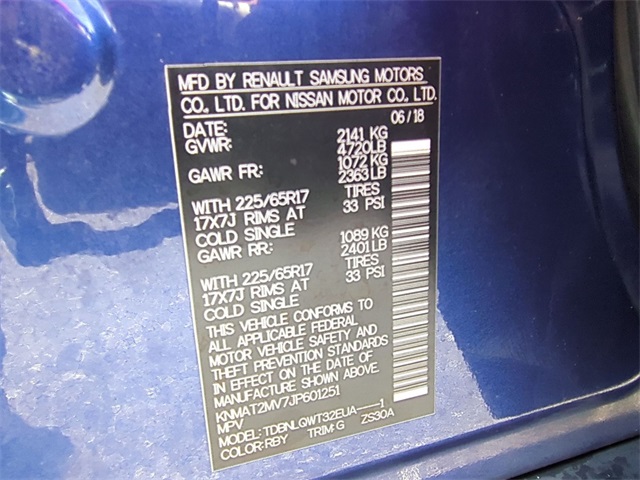 MFD BY RENAULT SAMSUNG MOTORS
CO., LTD. FOR NISSAN MOTOR CO., LTD.
DATE: 06/18
GVWR: 2141 KG
4720LB
GAWR FR: 1072 KG
2363 LB
WITH 225/65R17 TIRES
17X7J RIMS AT 33 PSI
COLD SINGLE
GAWR RR: 1089 KG
2401 LB
WITH 225/65R17 TIRES
17X7J RIMS AT 33 PSI
COLD SINGLE
THIS VEHICLE CONFORMS TO
ALL APPLICABLE FEDERAL
MOTOR VEHICLE SAFETY AND
THEFT PREVENTION STANDARDS
IN EFFECT ON THE DATE OF
MANUFACTURE SHOWN ABOVE.
KNMAT2MV7JP601251
MPV
MODEL: TDBNLQWT32EUA----1
COLOR:RBY TRIM: G ZS30A